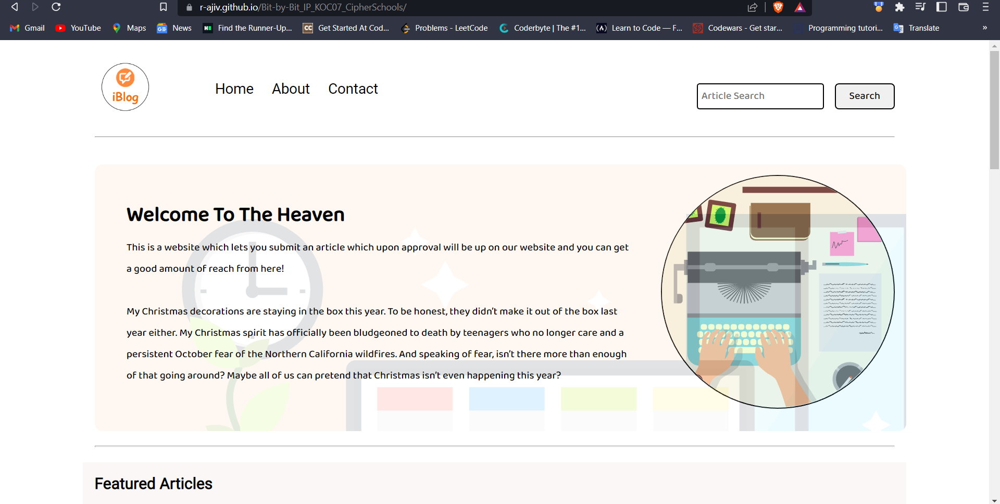 r-ajiv.github.io/Bit-by-Bit_IP_KOC07_CipherSchools/
Gmail YouTube Maps News Find the Runner-Up... Get Started At Cod... Problems - LeetCode Coderbyte | The #1... Learn to Code — F... Codewars - Get star... Programming tutori... Translate »
iBlog
Home About Contact
Article Search Search
Welcome To The Heaven
This is a website which lets you submit an article which upon approval will be up on our website and you can get
a good amount of reach from here!
My Christmas decorations are staying in the box this year. To be honest, they didn't make it out of the box last
year either. My Christmas spirit has officially been bludgeoned to death by teenagers who no longer care and a
persistent October fear of the Northern California wildfires. And speaking of fear, isn't there more than enough
of that going around? Maybe all of us can pretend that Christmas isn't even happening this year?
Featured Articles